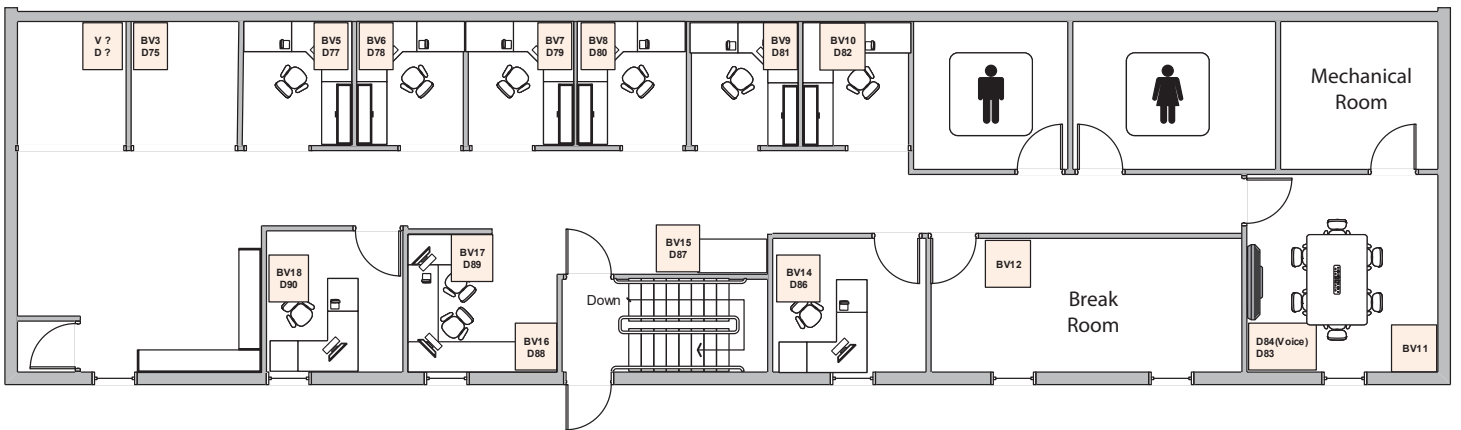 V ?
D ?
BV3
D75
BV5
D77
BV6
D78
BV7
D79
BV8
D80
BV9
D81
BV10
D82
Mechanical
Room
BV18
D90
BV17
D89
BV16
D88
Down
BV15
D87
BV14
D86
BV12
Break
Room
D84(Voice)
D83
BV11